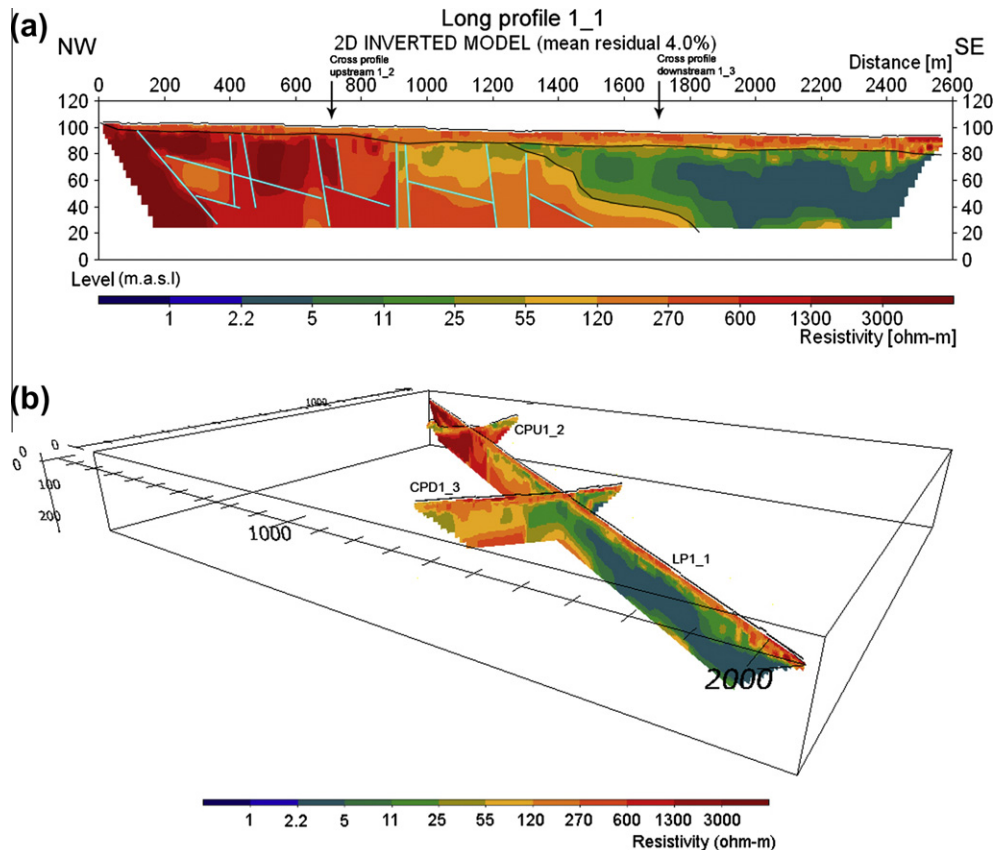 (a)
Long profile 1_1
NW
2D INVERTED MODEL (mean residual 4.0%)
SE
Cross profile
upstream 1_2
Cross profile
downstream 1_3
Distance [m]
0 200 400 600 800 1000 1200 1400 1600 1800 2000 2200 2400 2600
120 120
100 100
80 80
60 60
40 40
20 20
0 0
Level (m.a.s.l)
1 2.2 5 11 25 55 120 270 600 1300 3000
Resistivity [ohm-m]
(b)
1000
CPU1_2
0
0 0
100
CPD1_3
200
1000
LP1_1
2000
1 2.2 5 11 25 55 120 270 600 1300 3000
Resistivity (ohm-m)